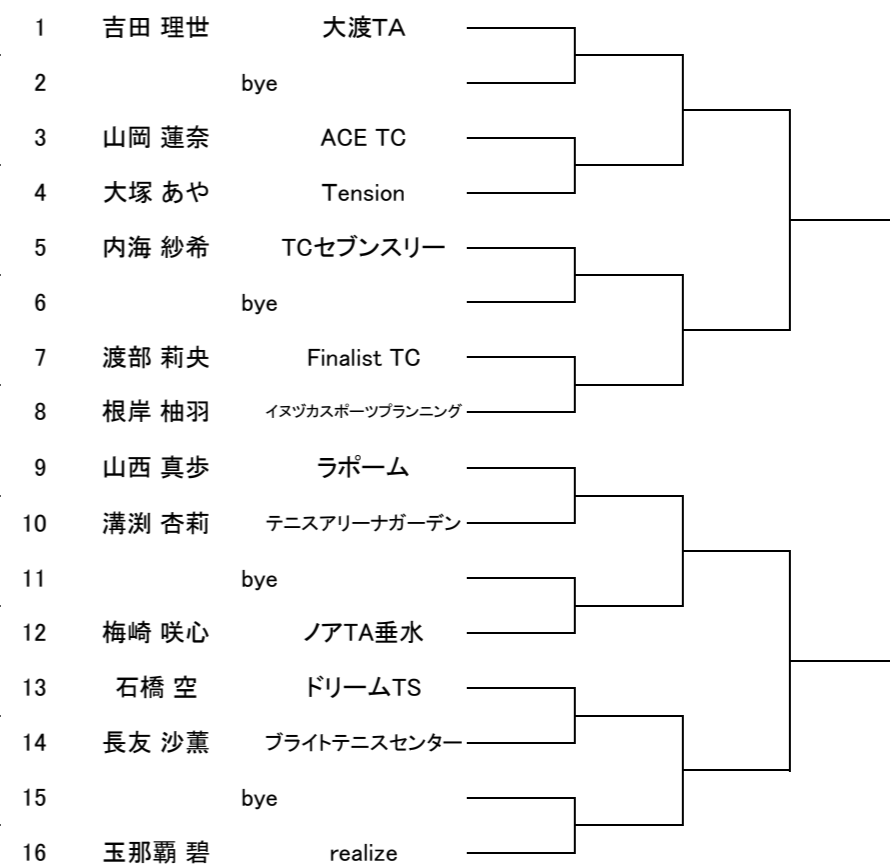 1 吉田 理世 大渡TA
2 bye
3 山岡 蓮奈 ACE TC
4 大塚 あや Tension
5 内海 紗希 TCセブンスリー
6 bye
7 渡部 莉央 Finalist TC
8 根岸 柚羽 イヌヅカスポーツプランニング
9 山西 真歩 ラポーム
10 溝渕 杏莉 テニスアリーナガーデン
11 bye
12 梅崎 咲心 ノアTA垂水
13 石橋 空 ドリームTS
14 長友 沙薫 ブライトテニスセンター
15 bye
16 玉那覇 碧 realize